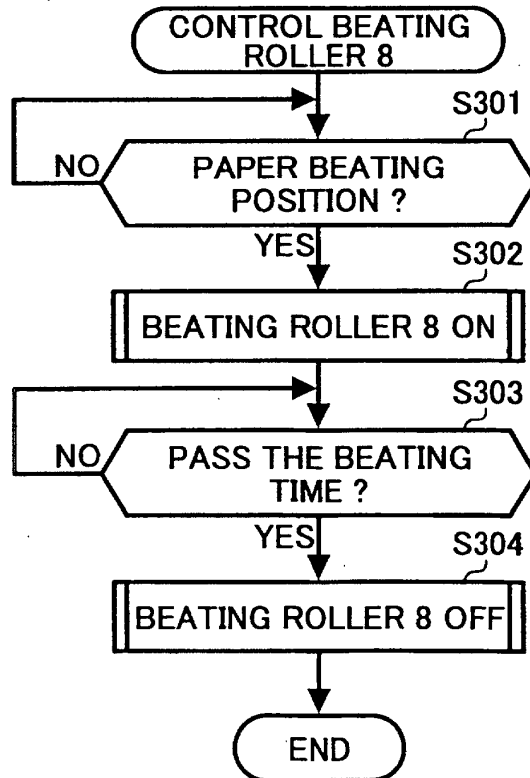 CONTROL BEATING
ROLLER 8
S301
NO
PAPER BEATING
POSITION ?
YES
S302
BEATING ROLLER 8 ON
S303
NO
PASS THE BEATING
TIME ?
YES
S304
BEATING ROLLER 8 OFF
END